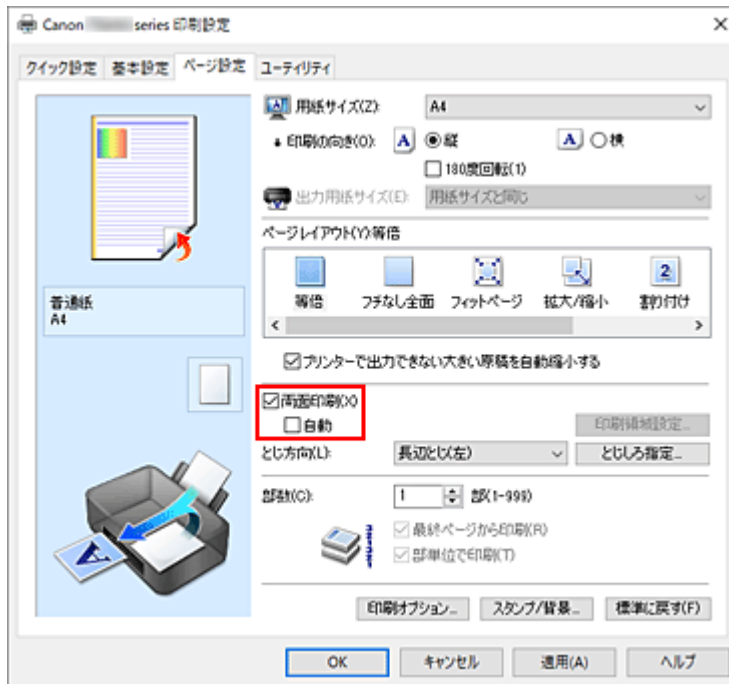 Canon series 印刷設定
クイック設定 基本設定 ページ設定 ユーティリティ
用紙サイズ(Z): A4
印刷の向き(O): A 縦 A 横
180度回転(1)
出力用紙サイズ(E): 用紙サイズと同じ
ページレイアウト(Y):等倍
等倍 フチなし全面 フィットページ 拡大/縮小 2 割り付け
普通紙
A4
プリンターで出力できない大きい原稿を自動縮小する
両面印刷(X)
自動
印刷領域設定...
とじ方向(L): 長辺とじ(左) とじしろ指定...
部数(C): 1 部(1-999)
最終ページから印刷(R)
部単位で印刷(T)
A
印刷オプション... スタンプ/背景... 標準に戻す(F)
OK キャンセル 適用(A) ヘルプ